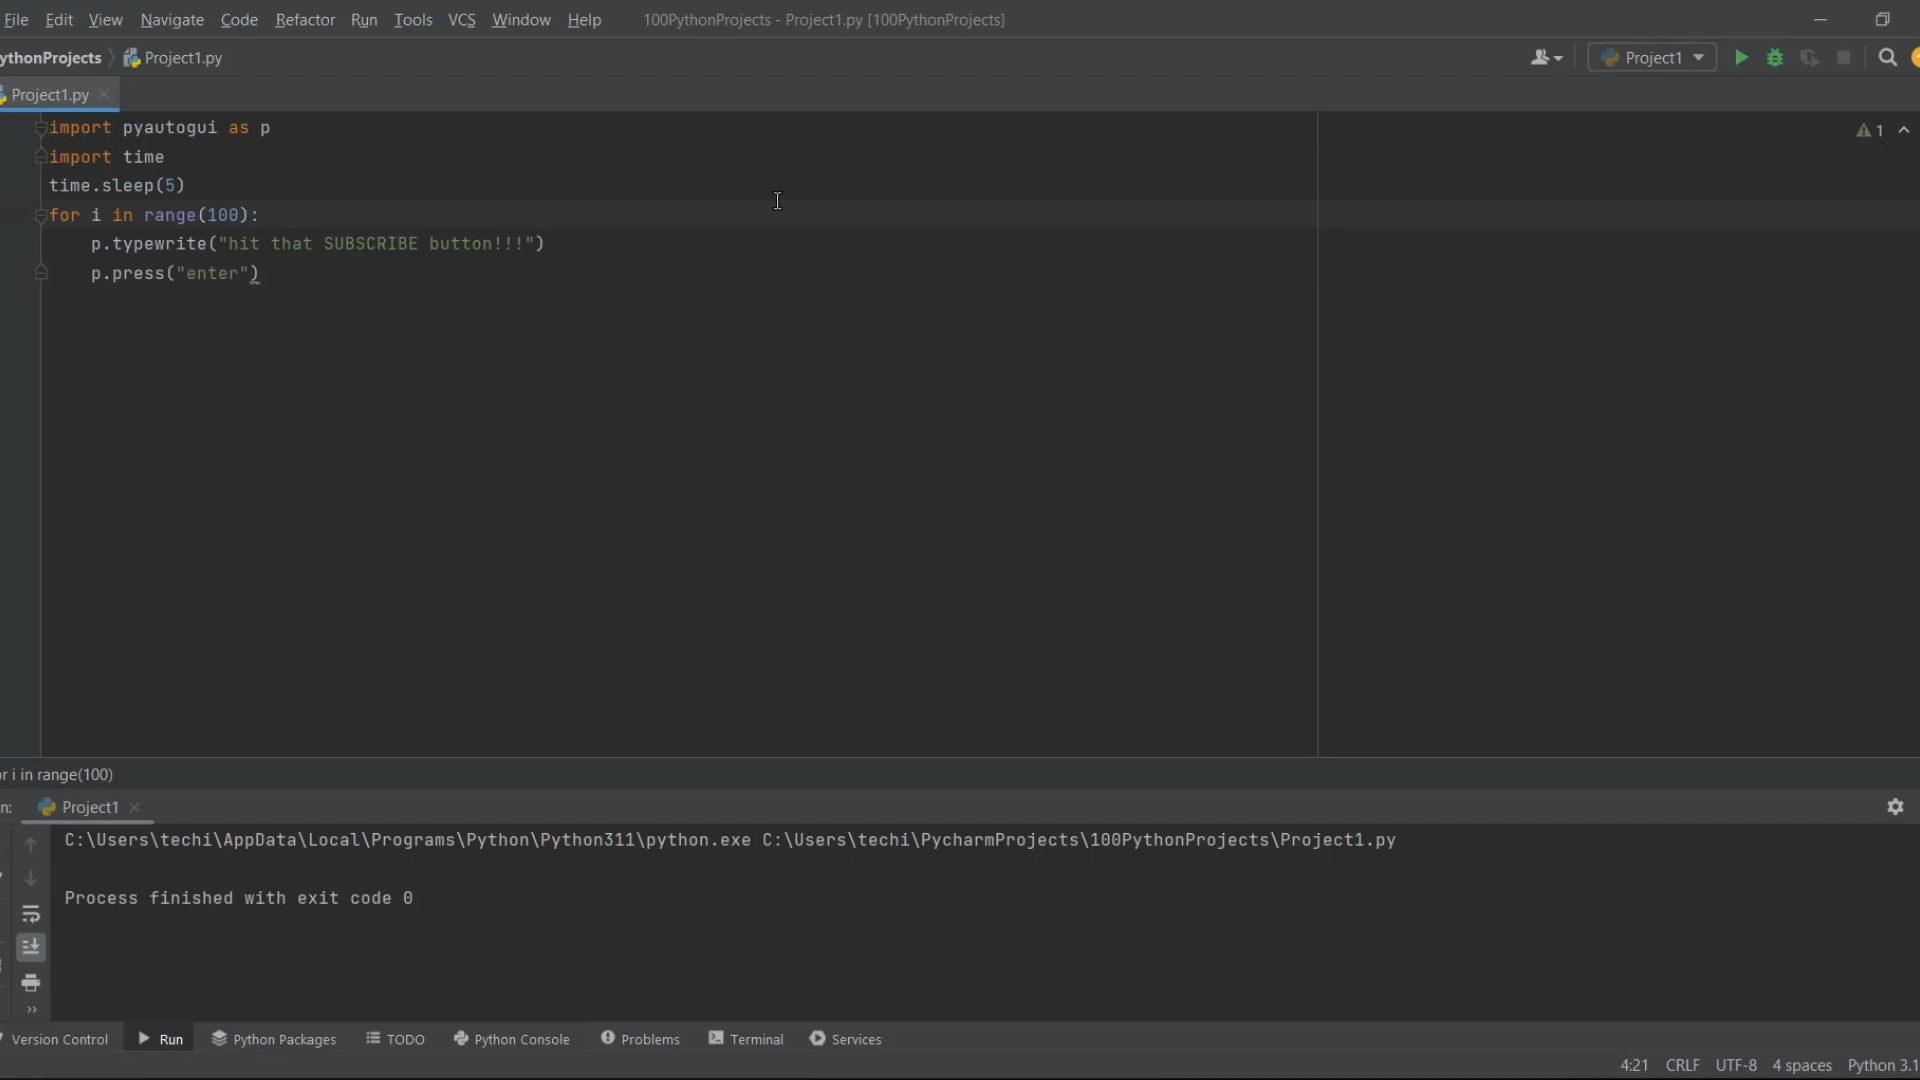 File Edit View Navigate Code Refactor Run Tools VCS Window Help 100PythonProjects - Project1.py [100PythonProjects]
ythonProjects Project1.py Project1
Project1.py
import pyautogui as p
1
import time
time.sleep(5)
for i in range(100):
p.typewrite("hit that SUBSCRIBE button!!!")
p.press("enter")
or i in range(100)
n: Project1
C:\Users\techi\AppData\Local\Programs\Python\Python311\python.exe C:\Users\techi\PycharmProjects\100PythonProjects\Project1.py
Process finished with exit code 0
Version Control Run Python Packages TODO Python Console Problems Terminal Services
4:21 CRLF UTF-8 4 spaces Python 3.1